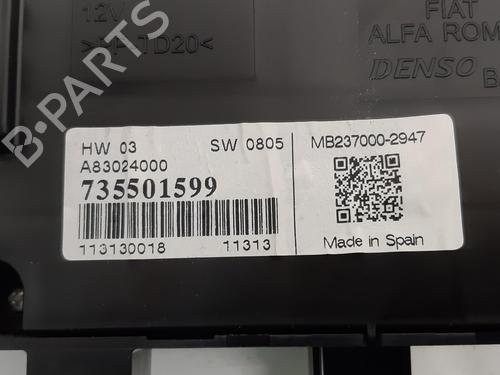 12V
FIAT
ALFA ROM
DENSO B
B-PARTS
HW 03 SW 0805
A83024000
735501599
113130018 11313
MB237000-2947
Made in Spain